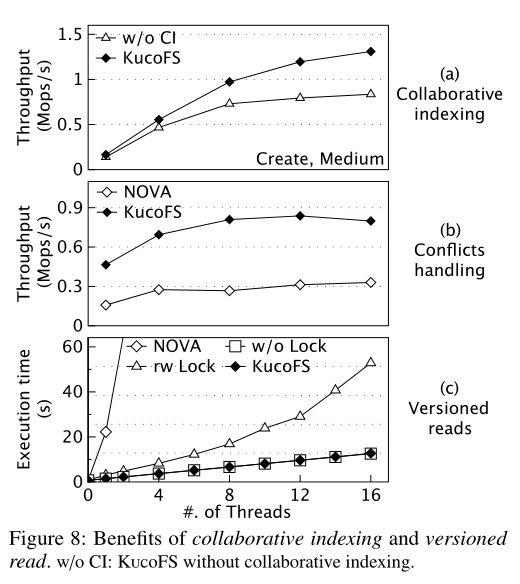 1.5
1
0.5
0
Throughput
(Mops/s)
w/o CI
KucoFS
Create, Medium
(a)
Collaborative
indexing
0.9
0.6
0.3
0
Throughput
(Mops/s)
NOVA
KucoFS
(b)
Conflicts
handling
60
40
20
0
Execution time
(s)
NOVA
w/o Lock
rw Lock
KucoFS
(c)
Versioned
reads
0 4 8 12 16
#. of Threads
Figure 8: Benefits of collaborative indexing and versioned
read. w/o CI: KUCOFS without collaborative indexing.